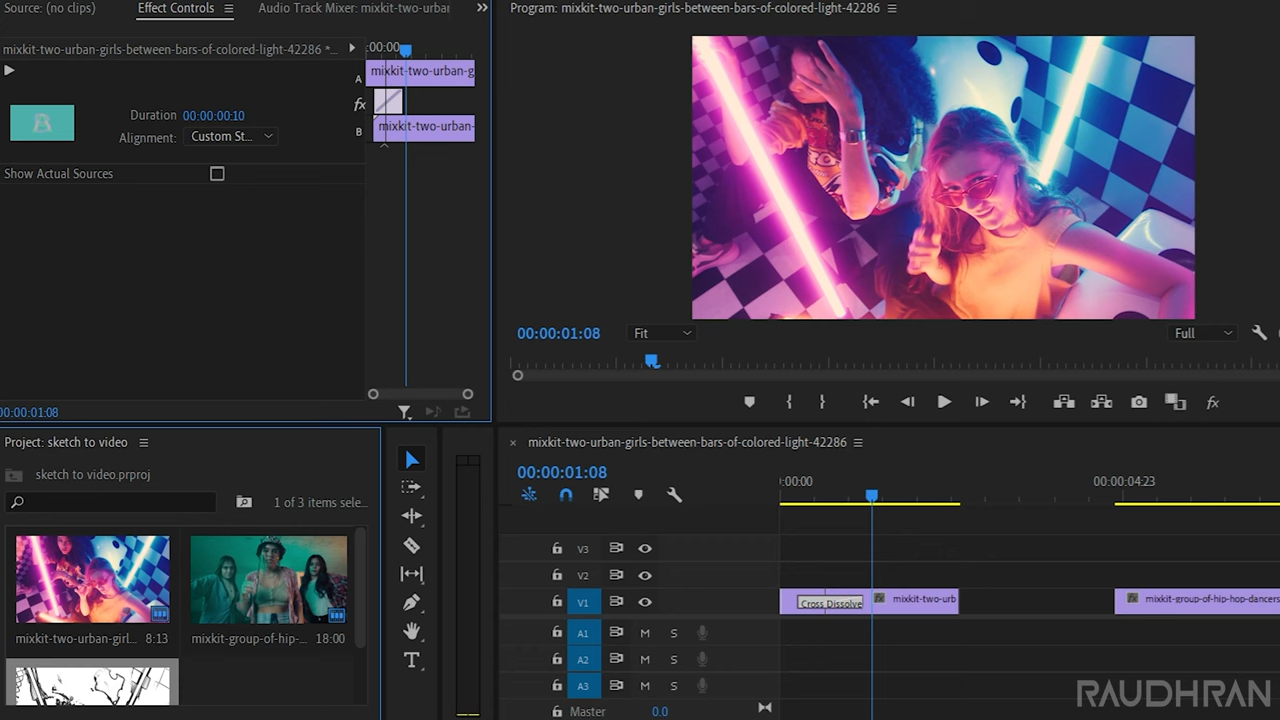 Source: (no clips)
Effect Controls
Audio Track Mixer: mixkit-two-urban
Program: mixkit-two-urban-girls-between-bars-of-colored-light-42286
mixkit-two-urban-girls-between-bars-of-colored-light-42286 *...
:00:00
A
mixkit-two-urban-g
fx
Duration 00:00:00:10
Alignment: Custom St...
B
mixkit-two-urban-
A
B
Show Actual Sources
00:00:01:08
Fit
Full
fx
00:00:01:08
Project: sketch to video
sketch to video.prproj
1 of 3 items sele...
mixkit-two-urban-girl... 8:13
mixkit-group-of-hip-... 18:00
mixkit-two-urban-girls-between-bars-of-colored-light-42286
00:00:01:08
:00:00
00:00:04:23
V3
V2
V1
Cross Dissolve
fx mixkit-two-urb
fx mixkit-group-of-hip-hop-dancers
A1 M S
A2 M S
A3 M S
Master 0.0
RAUDHRAN